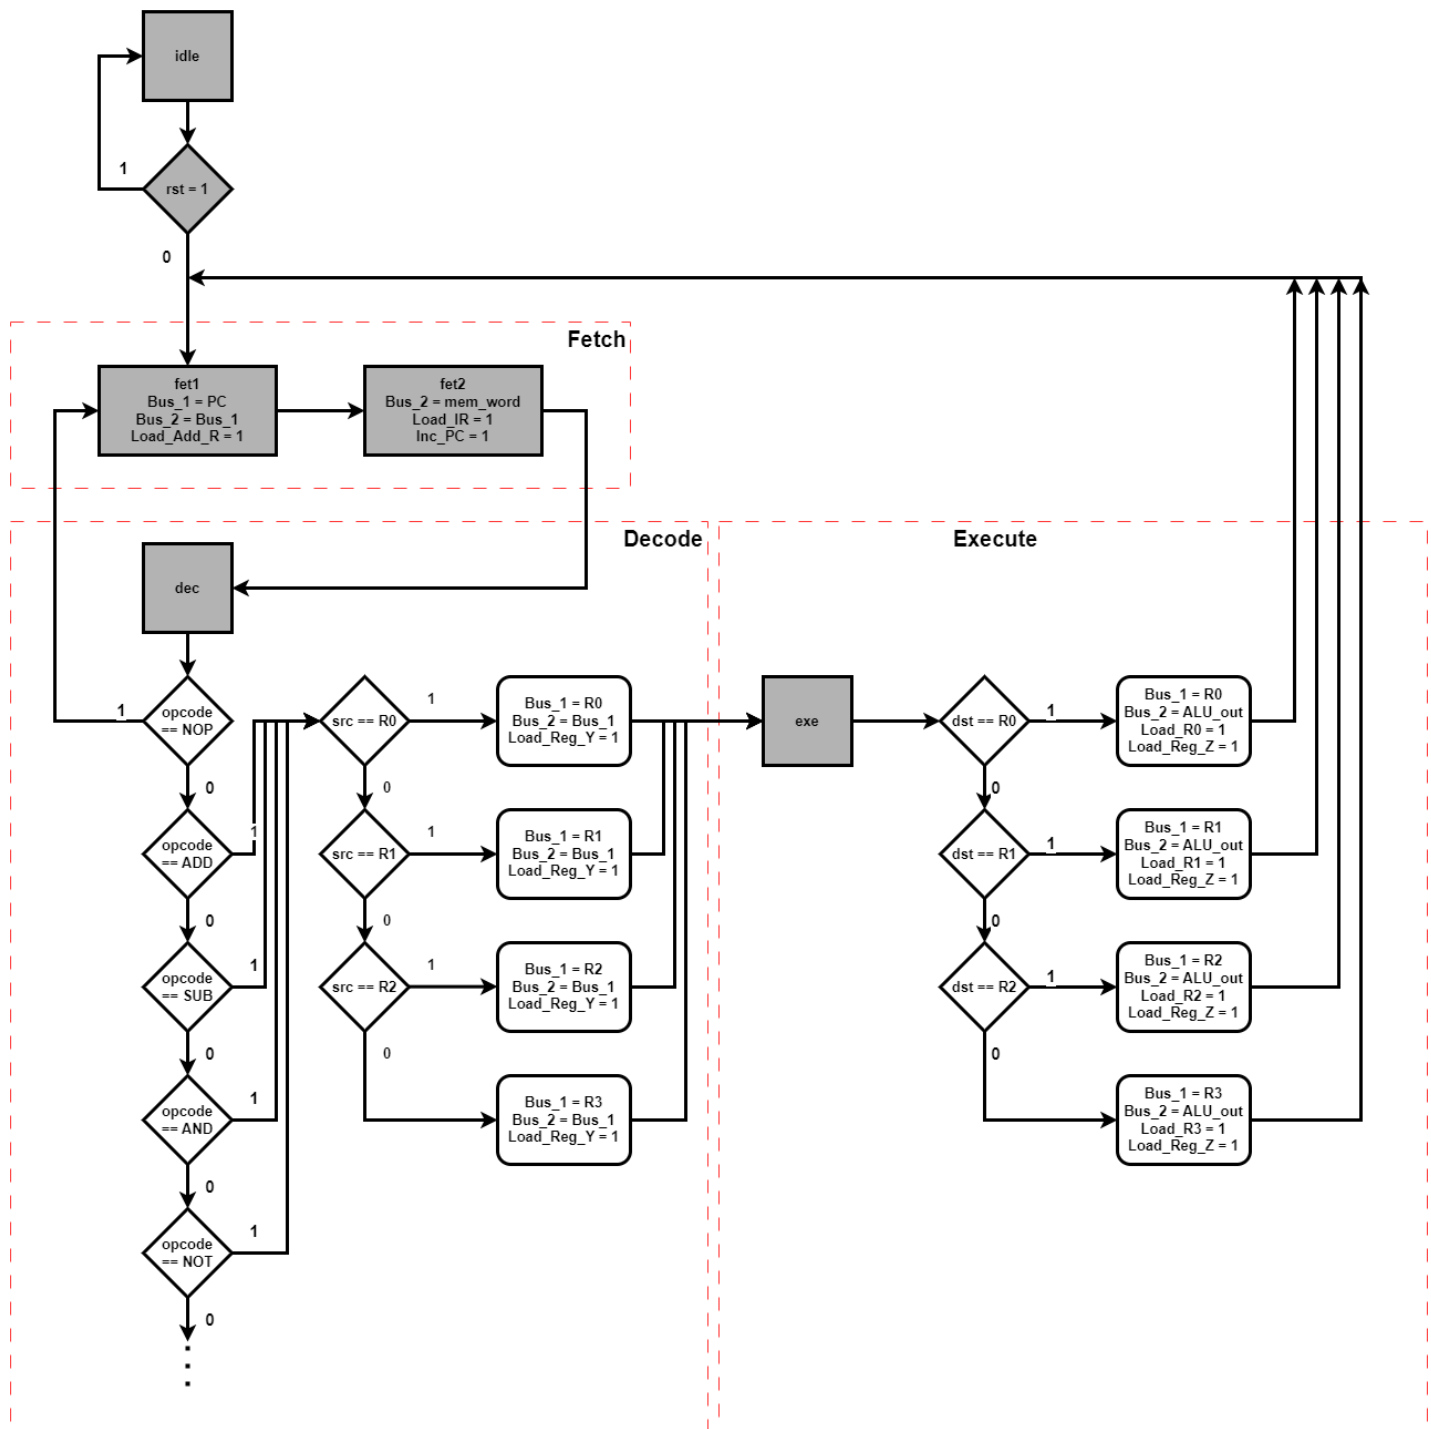 idle
1
rst = 1
0
Fetch
fet1
Bus_1 = PC
Bus_2 = Bus_1
Load_Add_R = 1
fet2
Bus_2 = mem_word
Load_IR = 1
Inc_PC = 1
Decode
dec
1
opcode
== NOP
0
1
opcode
== ADD
0
1
opcode
== SUB
0
1
opcode
== AND
0
1
opcode
== NOT
0
src == R0
1
0
src == R1
1
0
src == R2
1
0
Bus_1 = R0
Bus_2 = Bus_1
Load_Reg_Y = 1
Bus_1 = R1
Bus_2 = Bus_1
Load_Reg_Y = 1
Bus_1 = R2
Bus_2 = Bus_1
Load_Reg_Y = 1
Bus_1 = R3
Bus_2 = Bus_1
Load_Reg_Y = 1
Execute
exe
dst == R0
1
0
dst == R1
1
0
dst == R2
1
0
Bus_1 = R0
Bus_2 = ALU_out
Load_R0 = 1
Load_Reg_Z = 1
Bus_1 = R1
Bus_2 = ALU_out
Load_R1 = 1
Load_Reg_Z = 1
Bus_1 = R2
Bus_2 = ALU_out
Load_R2 = 1
Load_Reg_Z = 1
Bus_1 = R3
Bus_2 = ALU_out
Load_R3 = 1
Load_Reg_Z = 1